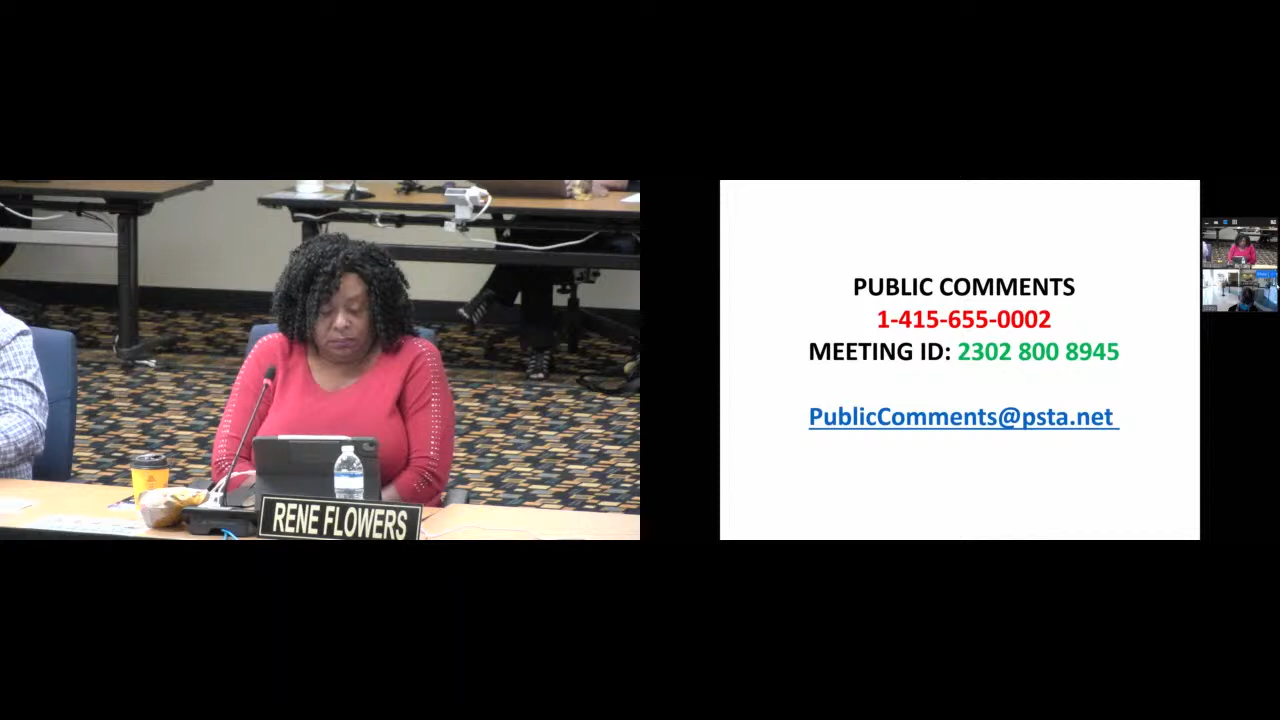 RENE FLOWERS
PUBLIC COMMENTS
1-415-655-0002
MEETING ID: 2302 800 8945
PublicComments@psta.net